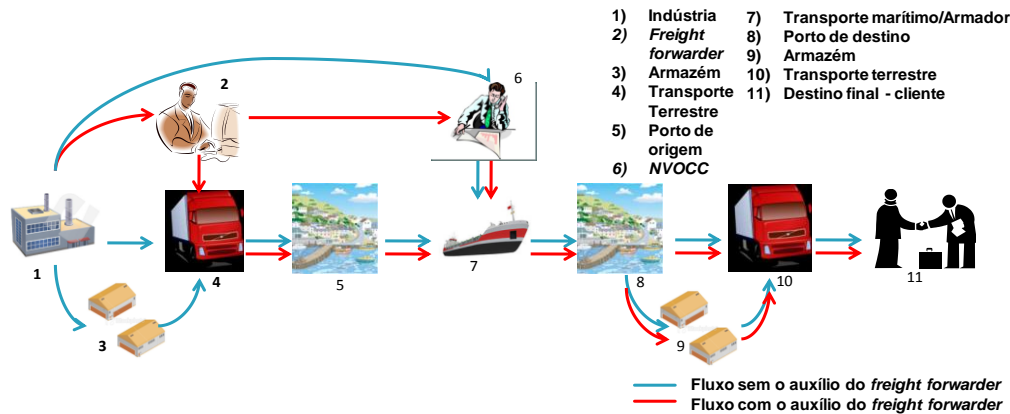 1) Indústria
2) Freight
forwarder
3) Armazém
4) Transporte
Terrestre
5) Porto de
origem
6) NVOCC
7) Transporte marítimo/Armador
8) Porto de destino
9) Armazém
10) Transporte terrestre
11) Destino final - cliente
2
6
1
4
5
7
8
10
11
3
9
Fluxo sem o auxílio do freight forwarder
Fluxo com o auxílio do freight forwarder